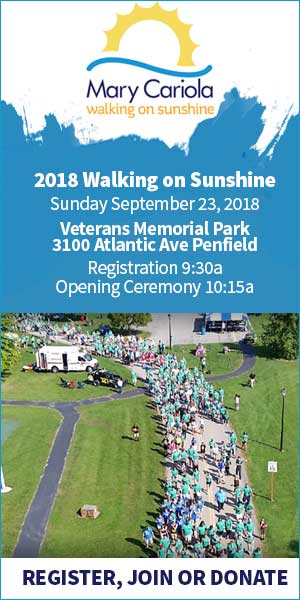 Mary Cariola
walking on sunshine
2018 Walking on Sunshine
Sunday September 23, 2018
Veterans Memorial Park
3100 Atlantic Ave Penfield
Registration 9:30a
Opening Ceremony 10:15a
REGISTER, JOIN OR DONATE